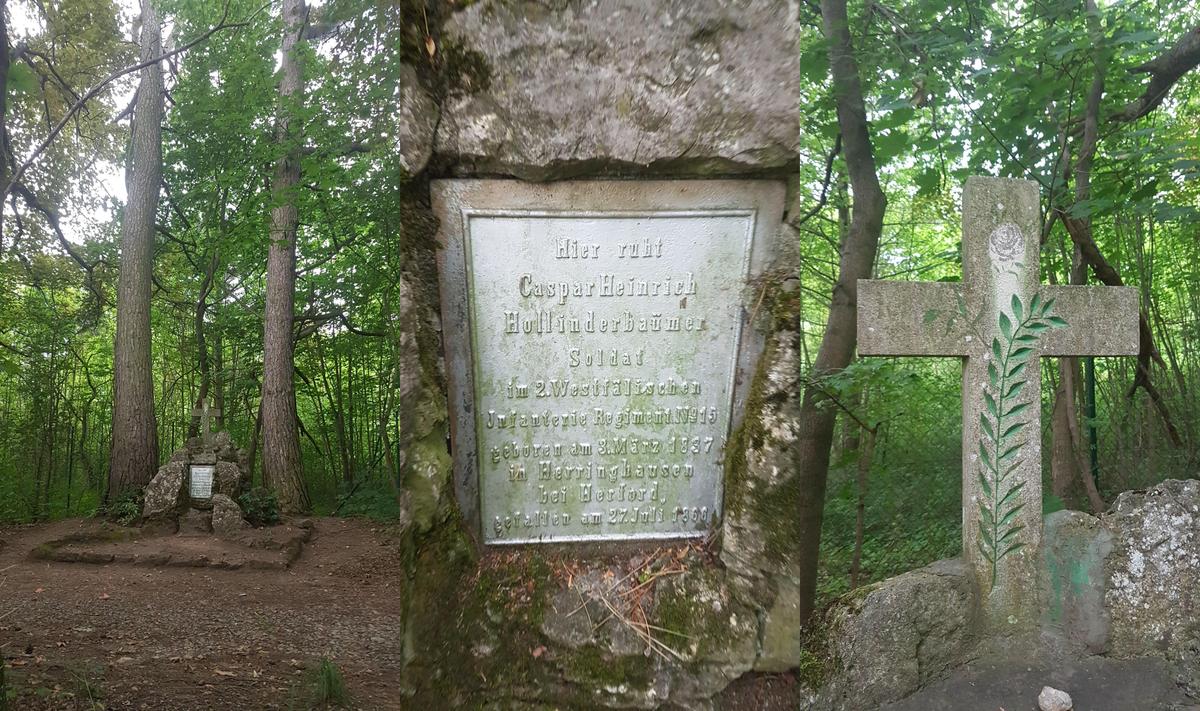 Hier ruht
Caspar Heinrich
Hollinderbaümer
Soldat
im 2. Westfälischen
Infanterie Regiment. No 15
geboren am 3. März 1837
in Herringhausen
bei Herford,
gefallen am 27. Juli 1866